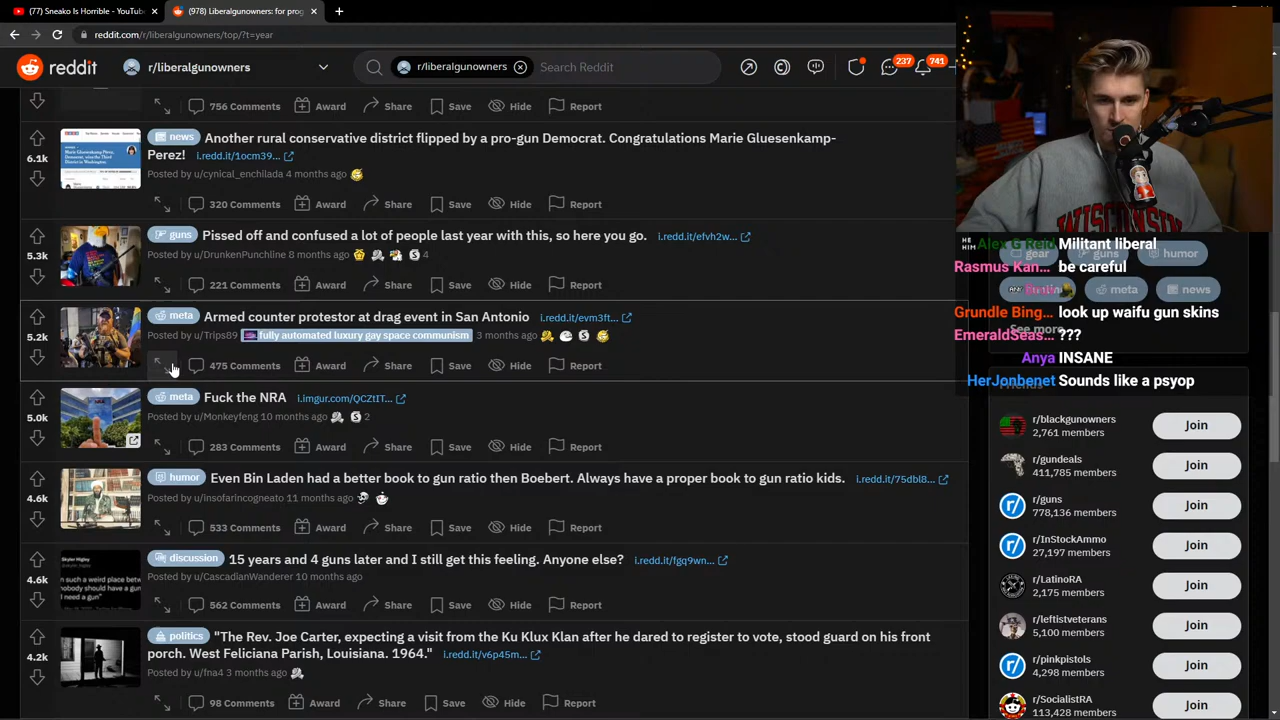 (77) Sneako Is Horrible - YouTube
(978) Liberalgunowners: for prog
reddit.com/r/liberalgunowners/top/?t=year
reddit
r/liberalgunowners
r/liberalgunowners
Search Reddit
237
741
756 Comments
Award
Share
Save
Hide
Report
6.1k
news
Another rural conservative district flipped by a pro-gun Democrat. Congratulations Marie Gluesenkamp
Perez!
i.redd.it/1ocm39...
Posted by u/cynical_enchilada 4 months ago
320 Comments
Award
Share
Save
Hide
Report
5.3k
guns
Pissed off and confused a lot of people last year with this, so here you go.
i.redd.it/efvh2w...
8 months ago
221 Comments
Award
Share
Save
Hide
Report
5.2k
meta
Armed counter protestor at drag event in San Antonio
i.redd.it/evm3ft...
Posted by u/Trips89
fully automated luxury gay space communism
3 months ago
475 Comments
Award
Share
Save
Hide
Report
5.0k
meta
Fuck the NRA
i.imgur.com/QCZtIT...
Posted by u/Monkeyfeng 10 months ago
2
283 Comments
Award
Share
Save
Hide
Report
4.6k
humor
Even Bin Laden had a better book to gun ratio then Boebert. Always have a proper book to gun ratio kids.
i.redd.it/75dbl8...
Posted by u/insofarincogneato 11 months ago
533 Comments
Award
Share
Save
Hide
Report
4.6k
discussion
15 years and 4 guns later and I still get this feeling. Anyone else?
i.redd.it/fgq9wn...
Posted by u/CascadianWanderer 10 months ago
562 Comments
Award
Share
Save
Hide
Report
4.2k
politics
"The Rev. Joe Carter, expecting a visit from the Ku Klux Klan after he dared to register to vote, stood guard on his front
porch. West Feliciana Parish, Louisiana. 1964."
i.redd.it/v6p45m...
Posted by u/fna4 3 months ago
98 Comments
Award
Share
Save
Hide
Report
WISCONSIN
HE HIM Alex G Reid Militant liberal
Rasmus Kan... be careful
Grundle Bing... look up waifu gun skins
EmeraldSeas... ???
Anya INSANE
HerJonbenet Sounds like a psyop
gear
guns
humor
meta
news
See more
Friends
r/blackgunowners
2,761 members
Join
r/gundeals
411,785 members
Join
r/guns
778,136 members
Join
r/InStockAmmo
27,197 members
Join
r/LatinoRA
2,175 members
Join
r/leftistveterans
5,100 members
Join
r/pinkpistols
4,298 members
Join
r/SocialistRA
113,428 members
Join